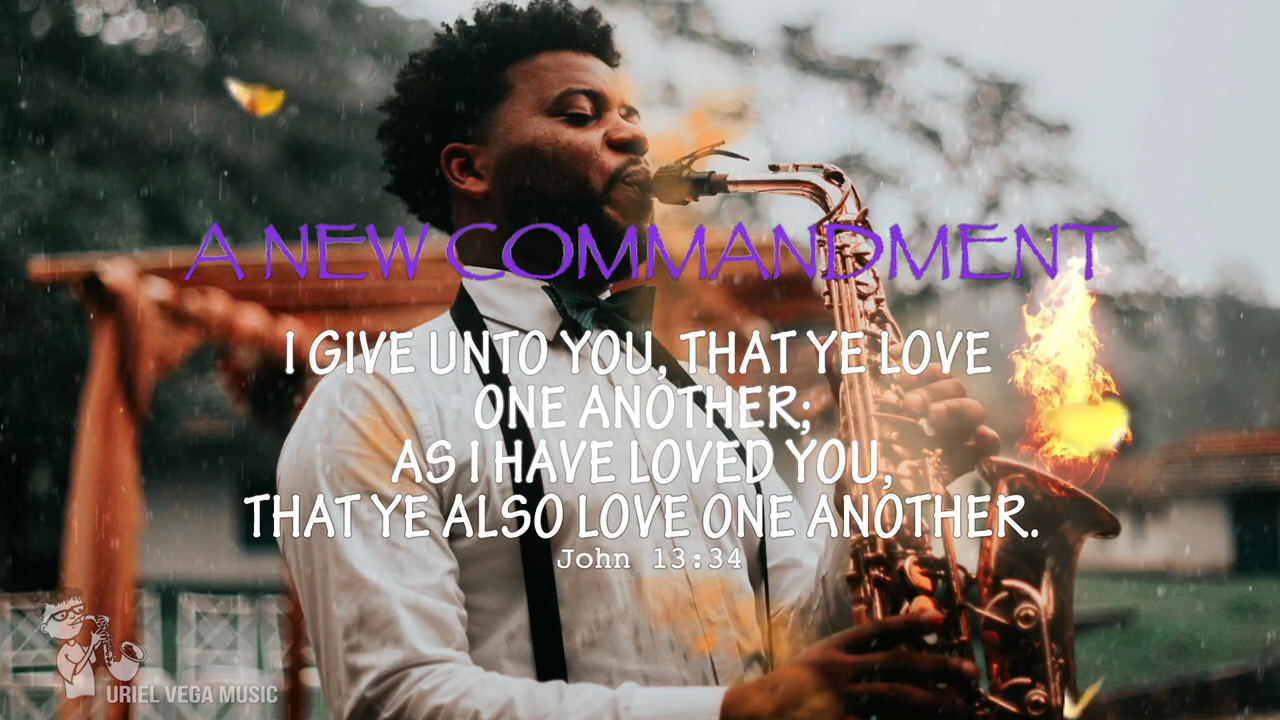 A NEW COMMANDMENT
I GIVE UNTO YOU, THAT YE LOVE
ONE ANOTHER;
AS I HAVE LOVED YOU,
THAT YE ALSO LOVE ONE ANOTHER.
John 13:34
URIEL VEGA MUSIC